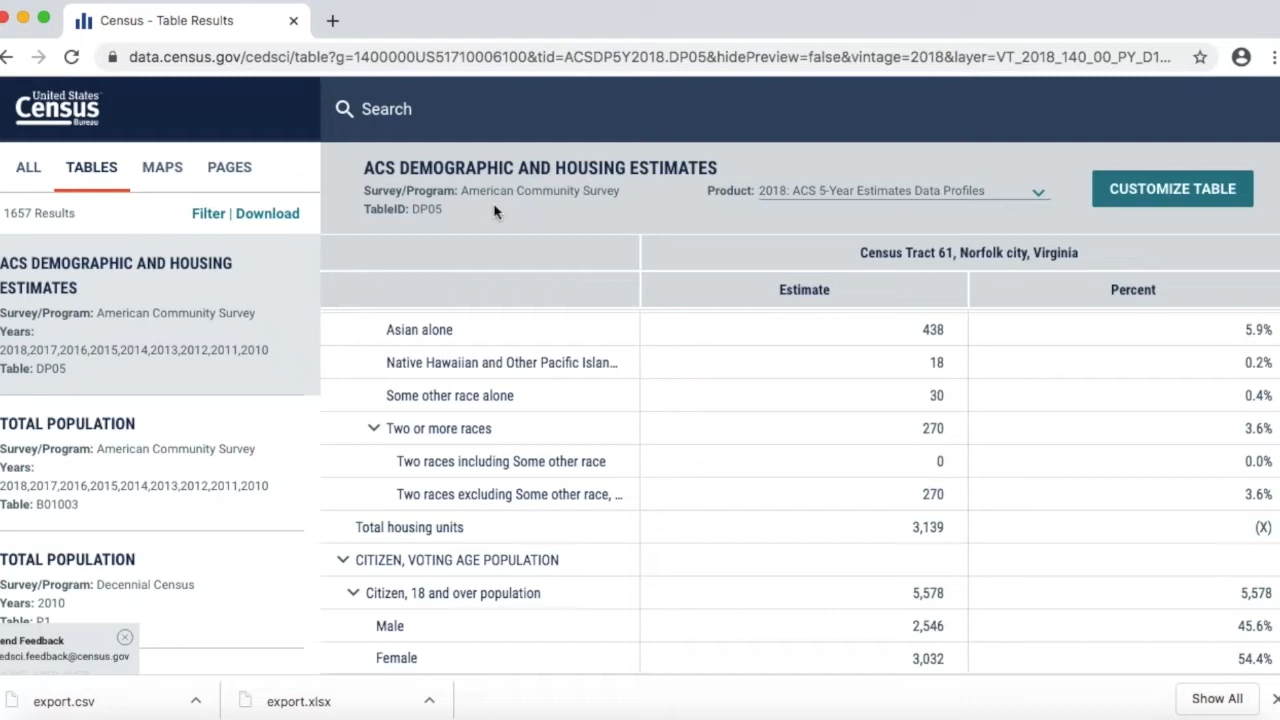 Census - Table Results
data.census.gov/cedsci/table?g=1400000US51710006100&tid=ACSDP5Y2018.DP05&hidePreview=false&vintage=2018&layer=VT_2018_140_00_PY_D1...
United States
Census
Bureau
Search
ALL TABLES MAPS PAGES
1657 Results Filter | Download
ACS DEMOGRAPHIC AND HOUSING
ESTIMATES
Survey/Program: American Community Survey
Years:
2018,2017,2016,2015,2014,2013,2012,2011,2010
Table: DP05
TOTAL POPULATION
Survey/Program: American Community Survey
Years:
2018,2017,2016,2015,2014,2013,2012,2011,2010
Table: B01003
TOTAL POPULATION
Survey/Program: Decennial Census
Years: 2010
Table: P1
end Feedback
edsci.feedback@census.gov
ACS DEMOGRAPHIC AND HOUSING ESTIMATES
Survey/Program: American Community Survey Product: 2018: ACS 5-Year Estimates Data Profiles
TableID: DP05
CUSTOMIZE TABLE
Census Tract 61, Norfolk city, Virginia
Estimate Percent
Asian alone 438 5.9%
Native Hawaiian and Other Pacific Islan... 18 0.2%
Some other race alone 30 0.4%
Two or more races 270 3.6%
Two races including Some other race 0 0.0%
Two races excluding Some other race, ... 270 3.6%
Total housing units 3,139 (X)
CITIZEN, VOTING AGE POPULATION
Citizen, 18 and over population 5,578 5,578
Male 2,546 45.6%
Female 3,032 54.4%
export.csv export.xlsx Show All